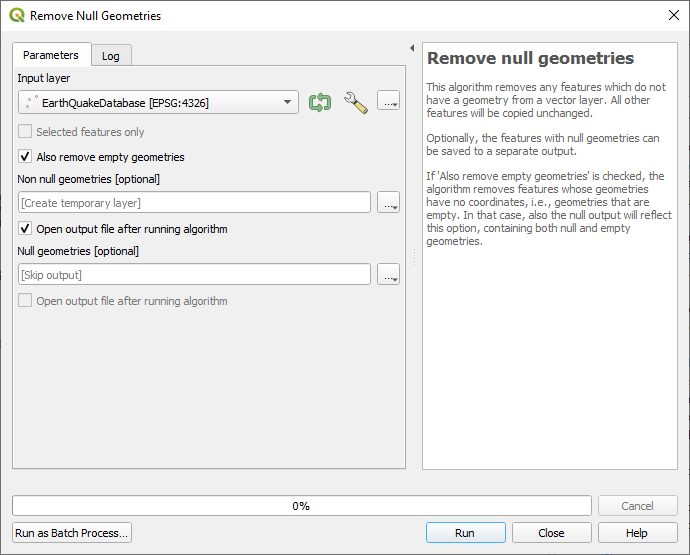 Remove Null Geometries
Parameters
Log
Input layer
EarthQuakeDatabase [EPSG:4326]
...
Selected features only
Also remove empty geometries
Non null geometries [optional]
[Create temporary layer]
...
Open output file after running algorithm
Null geometries [optional]
[Skip output]
...
Open output file after running algorithm
Remove null geometries
This algorithm removes any features which do not
have a geometry from a vector layer. All other
features will be copied unchanged.
Optionally, the features with null geometries can
be saved to a separate output.
If 'Also remove empty geometries' is checked, the
algorithm removes features whose geometries
have no coordinates, i.e., geometries that are
empty. In that case, also the null output will reflect
this option, containing both null and empty
geometries.
0%
Cancel
Run as Batch Process...
Run
Close
Help